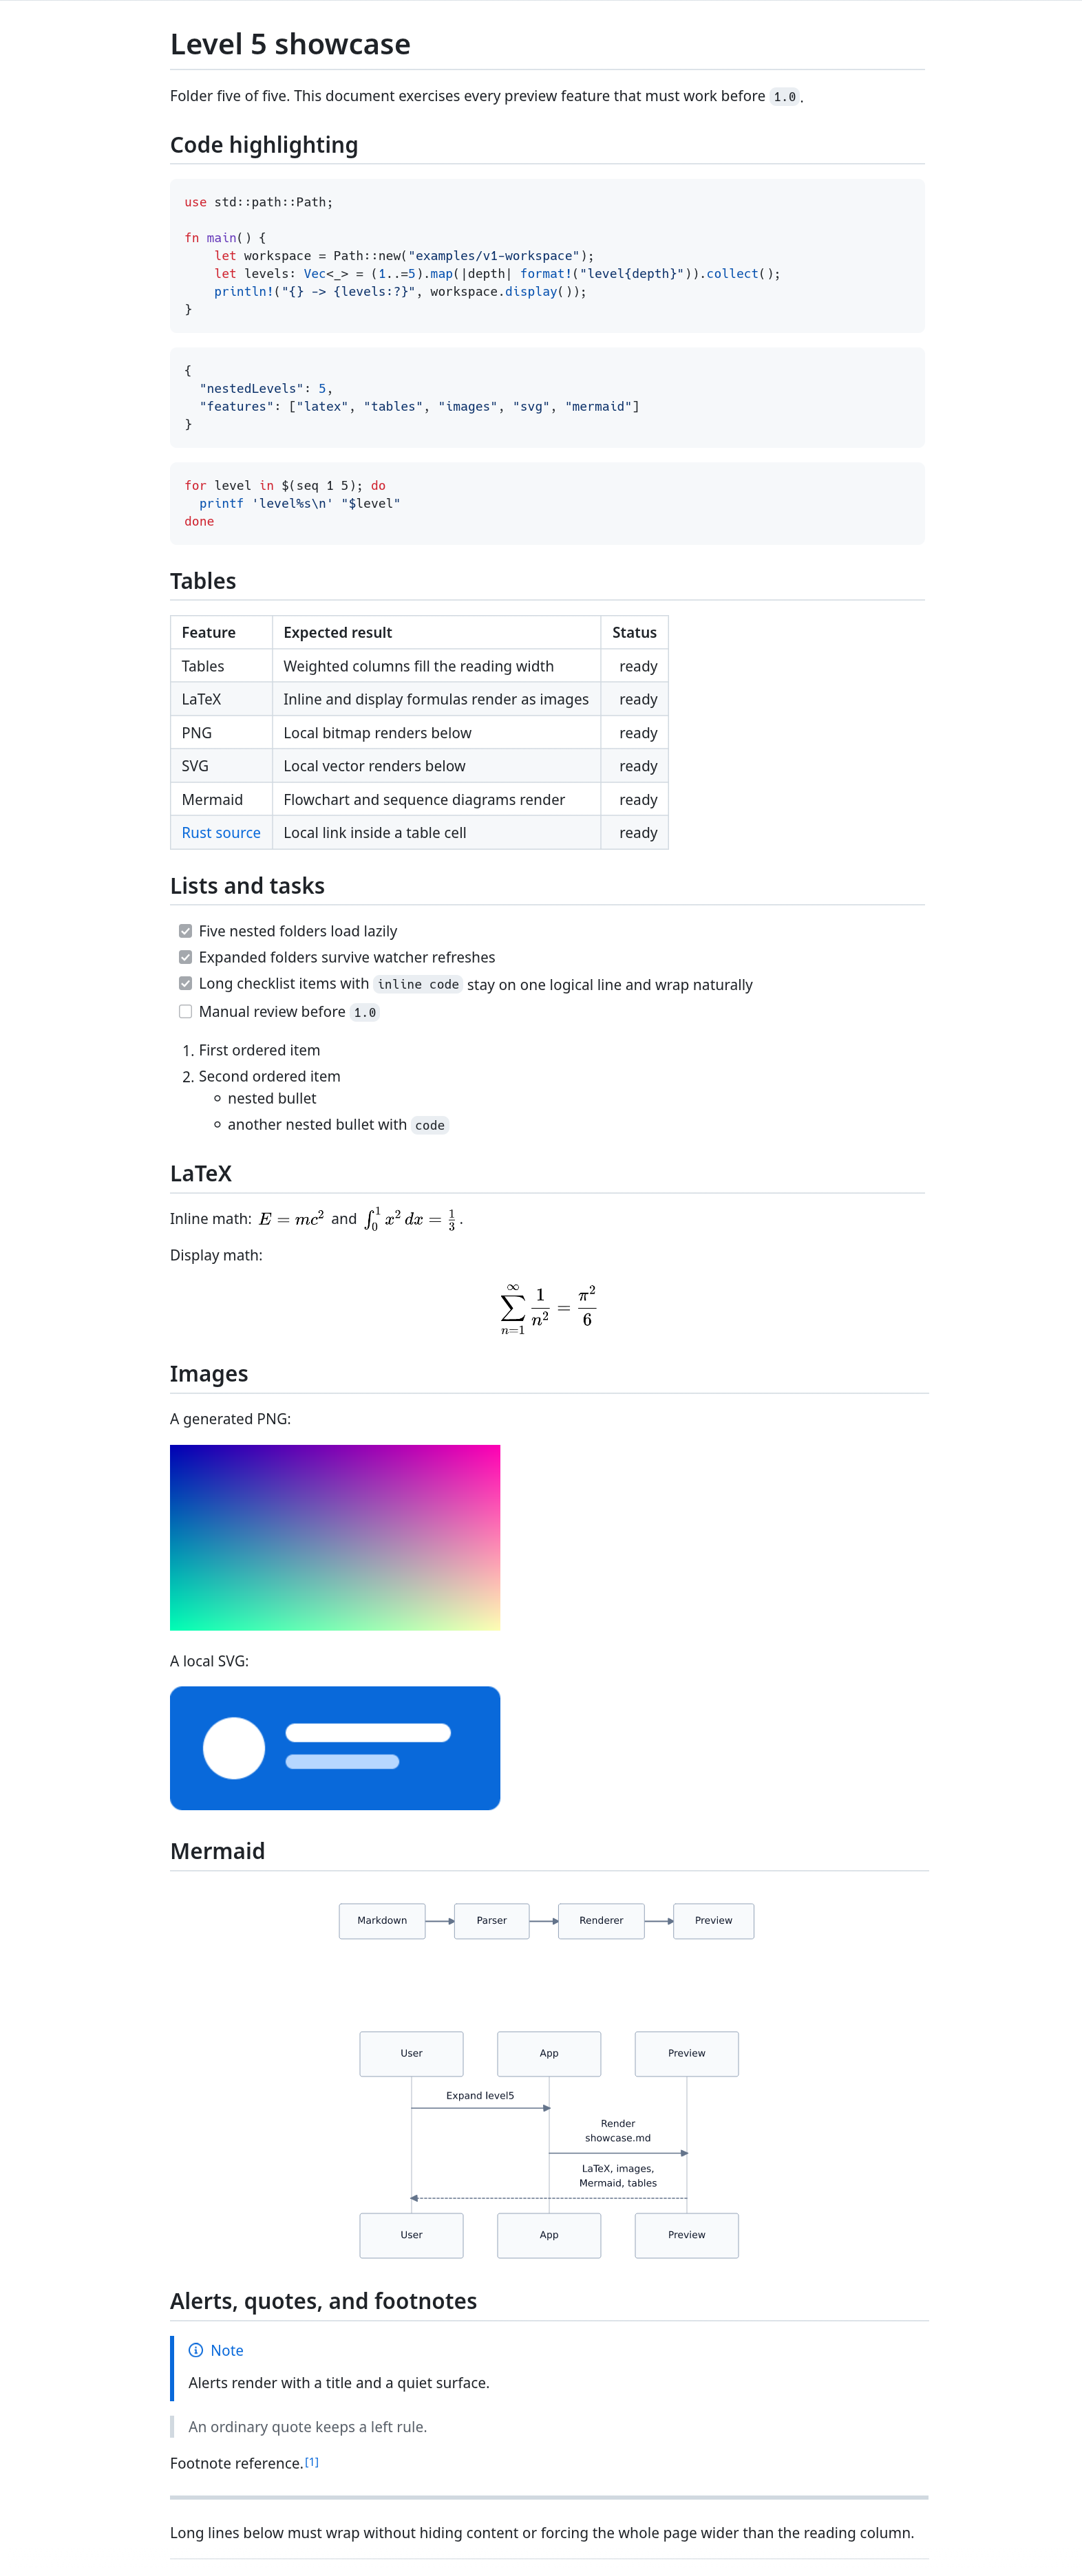 Level 5 showcase
Folder five of five. This document exercises every preview feature that must work before 1.0.
Code highlighting
use std::path::Path;
fn main() {
    let workspace = Path::new("examples/v1-workspace");
    let levels: Vec<_> = (1..=5).map(|depth| format!("level{depth}")).collect();
    println!("{} -> {levels:?}", workspace.display());
}
{
  "nestedLevels": 5,
  "features": ["latex", "tables", "images", "svg", "mermaid"]
}
for level in $(seq 1 5); do
  printf 'level%s\n' "$level"
done
Tables
Feature Expected result Status
Tables Weighted columns fill the reading width ready
LaTeX Inline and display formulas render as images ready
PNG Local bitmap renders below ready
SVG Local vector renders below ready
Mermaid Flowchart and sequence diagrams render ready
Rust source Local link inside a table cell ready
Lists and tasks
Five nested folders load lazily
Expanded folders survive watcher refreshes
Long checklist items with inline code stay on one logical line and wrap naturally
Manual review before 1.0
1. First ordered item
2. Second ordered item
nested bullet
another nested bullet with code
LaTeX
Inline math: E = mc² and ∫₀¹ x² dx = 1/3.
Display math:
∑_{n=1}^{∞} 1/n² = π²/6
Images
A generated PNG:
A local SVG:
Mermaid
Markdown Parser Renderer Preview
User App Preview
Expand level5
Render
showcase.md
LaTeX, images,
Mermaid, tables
User App Preview
Alerts, quotes, and footnotes
Note
Alerts render with a title and a quiet surface.
An ordinary quote keeps a left rule.
Footnote reference.[1]
Long lines below must wrap without hiding content or forcing the whole page wider than the reading column.